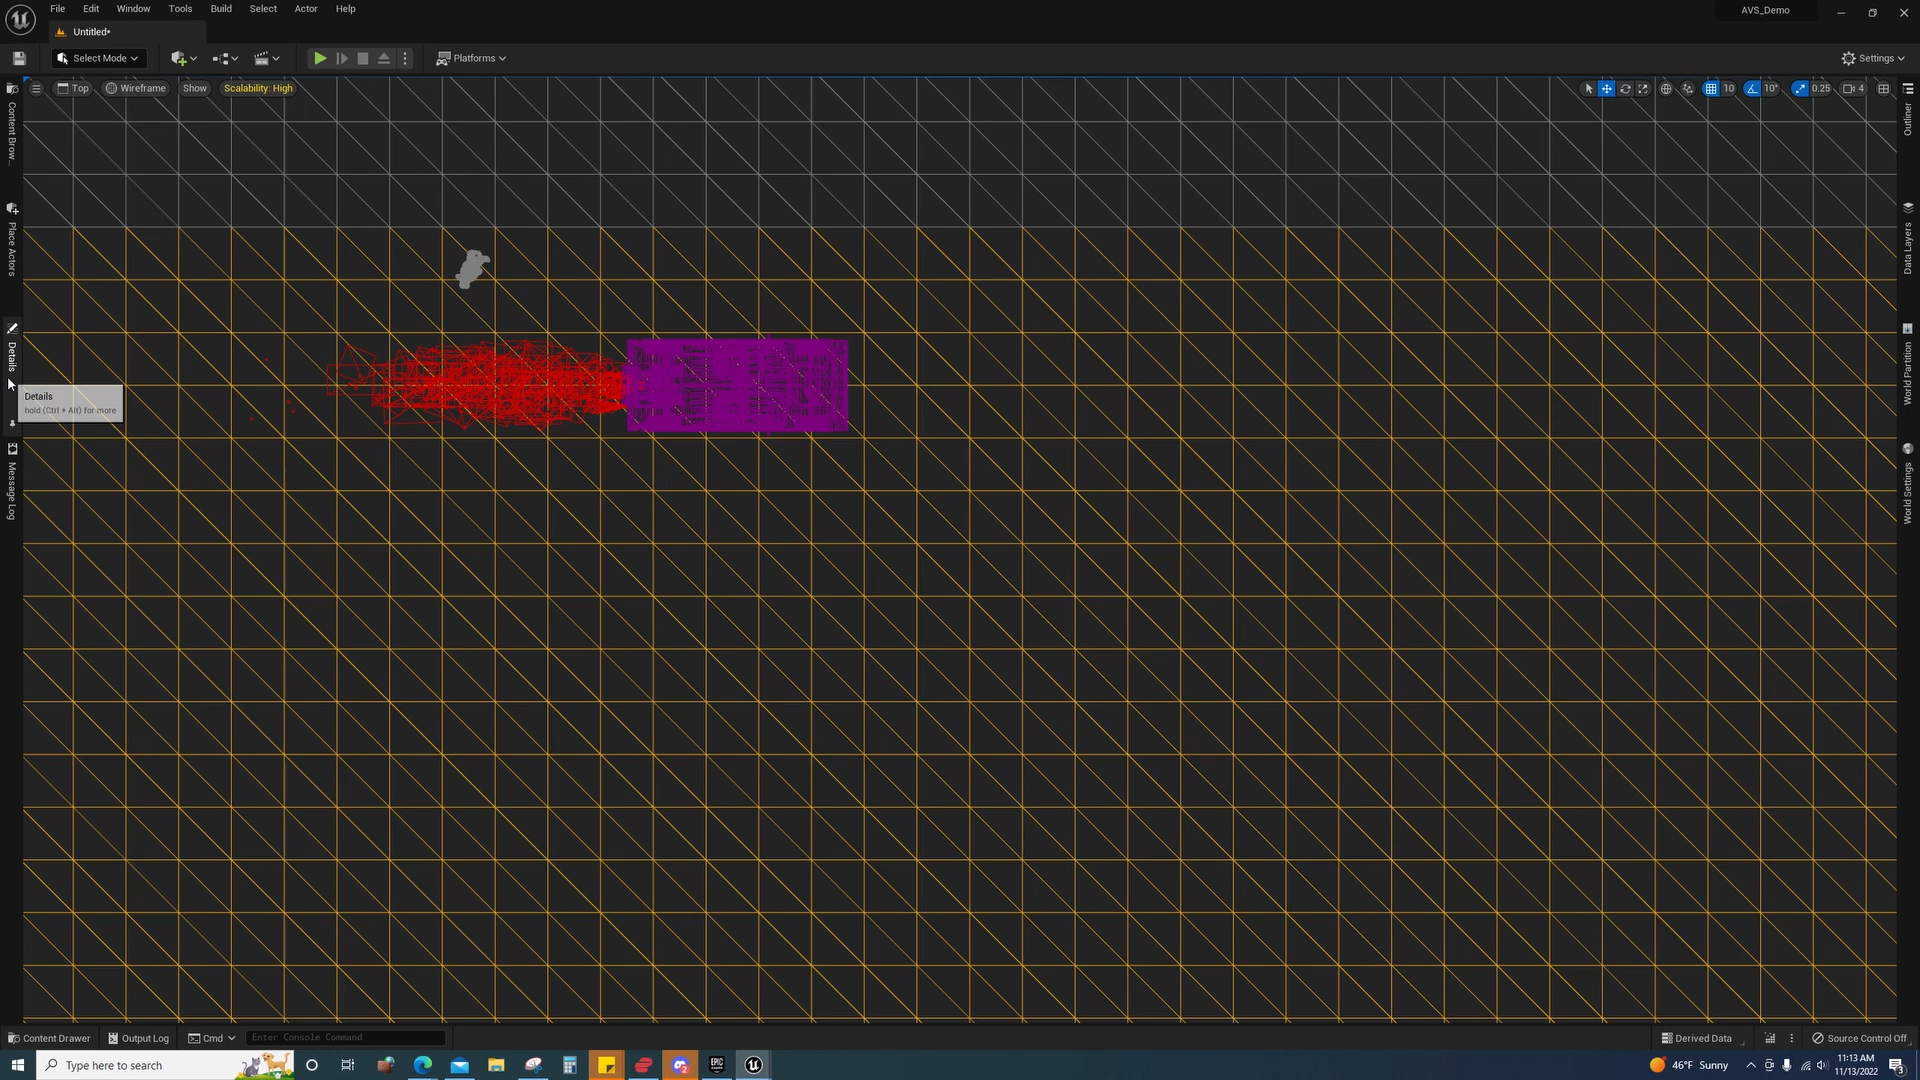 File Edit Window Tools Build Select Actor Help
AVS_Demo
Untitled*
Select Mode
Platforms
Settings
Top Wireframe Show Scalability: High
10 10° 0.25 4
Content Brow...
Place Actors
Details
Message Log
Details
hold (Ctrl + Alt) for more
Outliner
Data Layers
World Partition
World Settings
Content Drawer Output Log Cmd Enter Console Command
Derived Data Source Control Off
Type here to search
EPIC
46°F Sunny
11:13 AM
11/13/2022
3